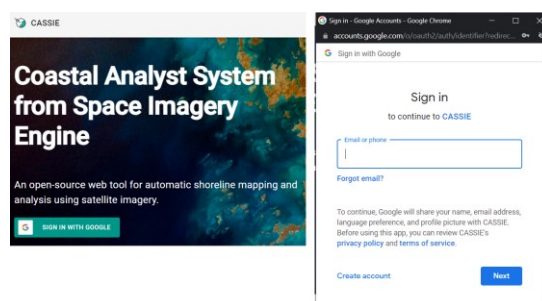 CASSIE
Coastal Analyst System
from Space Imagery
Engine
An open-source web tool for automatic shoreline mapping and
analysis using satellite imagery.
G SIGN IN WITH GOOGLE
Sign in - Google Accounts - Google Chrome
accounts.google.com/o/oauth2/auth/identifier?redirec...
G Sign in with Google
Sign in
to continue to CASSIE
Email or phone
Forgot email?
To continue, Google will share your name, email address,
language preference, and profile picture with CASSIE.
Before using this app, you can review CASSIE's
privacy policy and terms of service.
Create account
Next